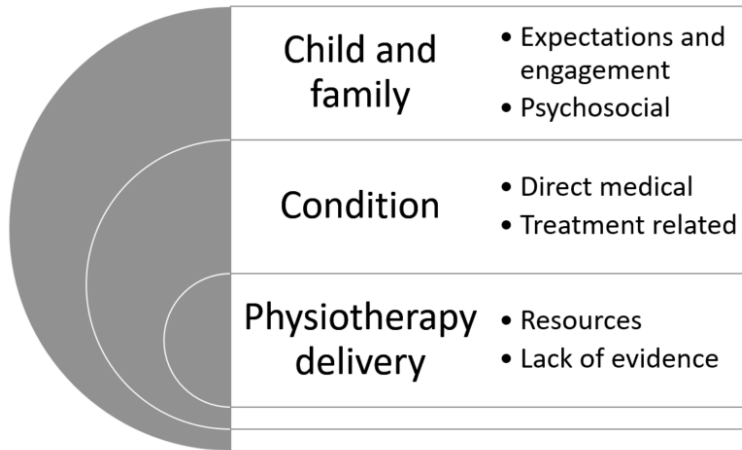 Child and
family
• Expectations and
engagement
• Psychosocial
Condition
• Direct medical
• Treatment related
Physiotherapy
delivery
• Resources
• Lack of evidence